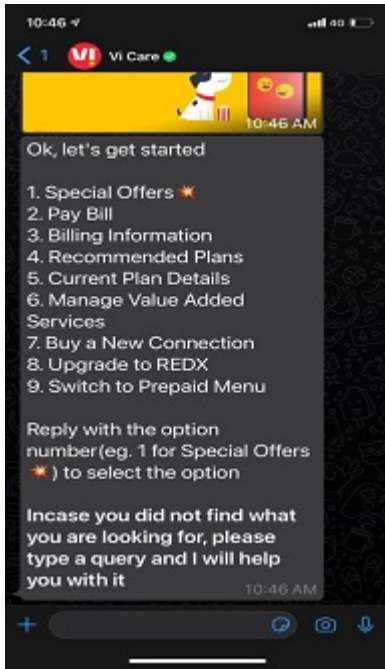 10:46
4G
1 Vi Vi Care
10:46 AM
Ok, let's get started
1. Special Offers 💥
2. Pay Bill
3. Billing Information
4. Recommended Plans
5. Current Plan Details
6. Manage Value Added
Services
7. Buy a New Connection
8. Upgrade to REDX
9. Switch to Prepaid Menu
Reply with the option
number(eg. 1 for Special Offers
💥) to select the option
Incase you did not find what
you are looking for, please
type a query and I will help
you with it
10:46 AM